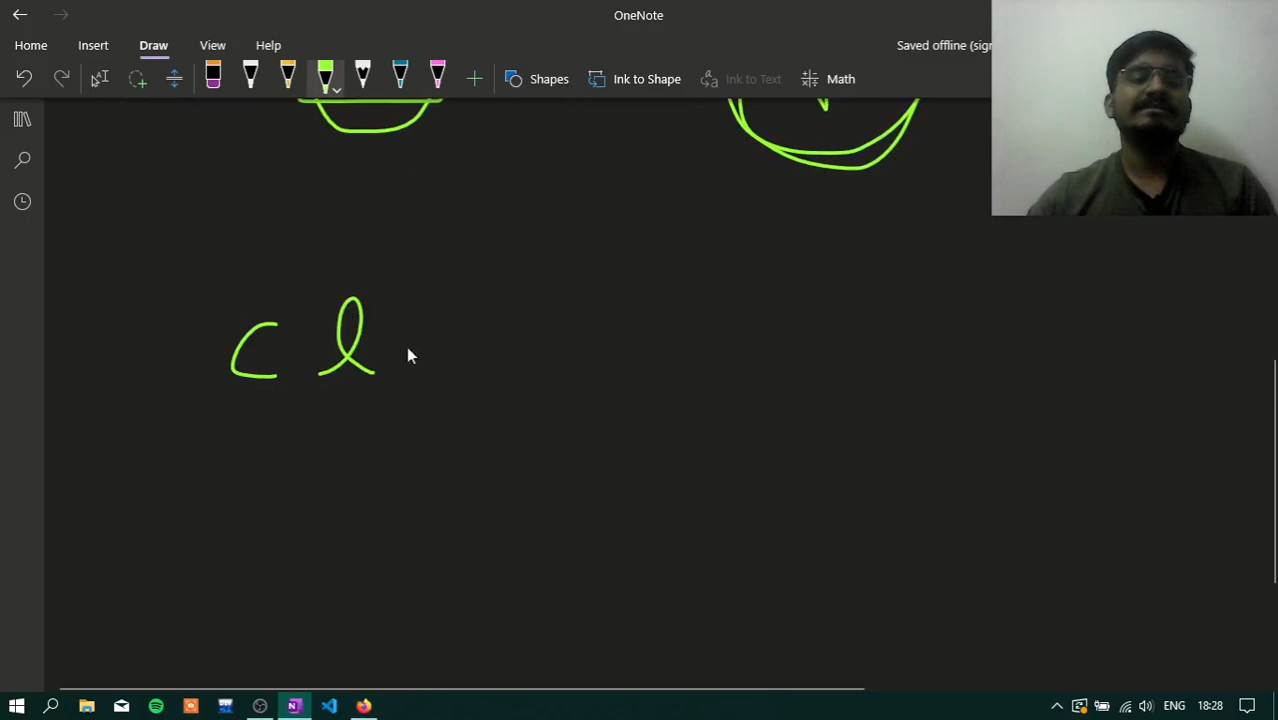 OneNote
Home Insert Draw View Help Saved offline (sign
Shapes Ink to Shape Ink to Text Math
C l
ENG 18:28